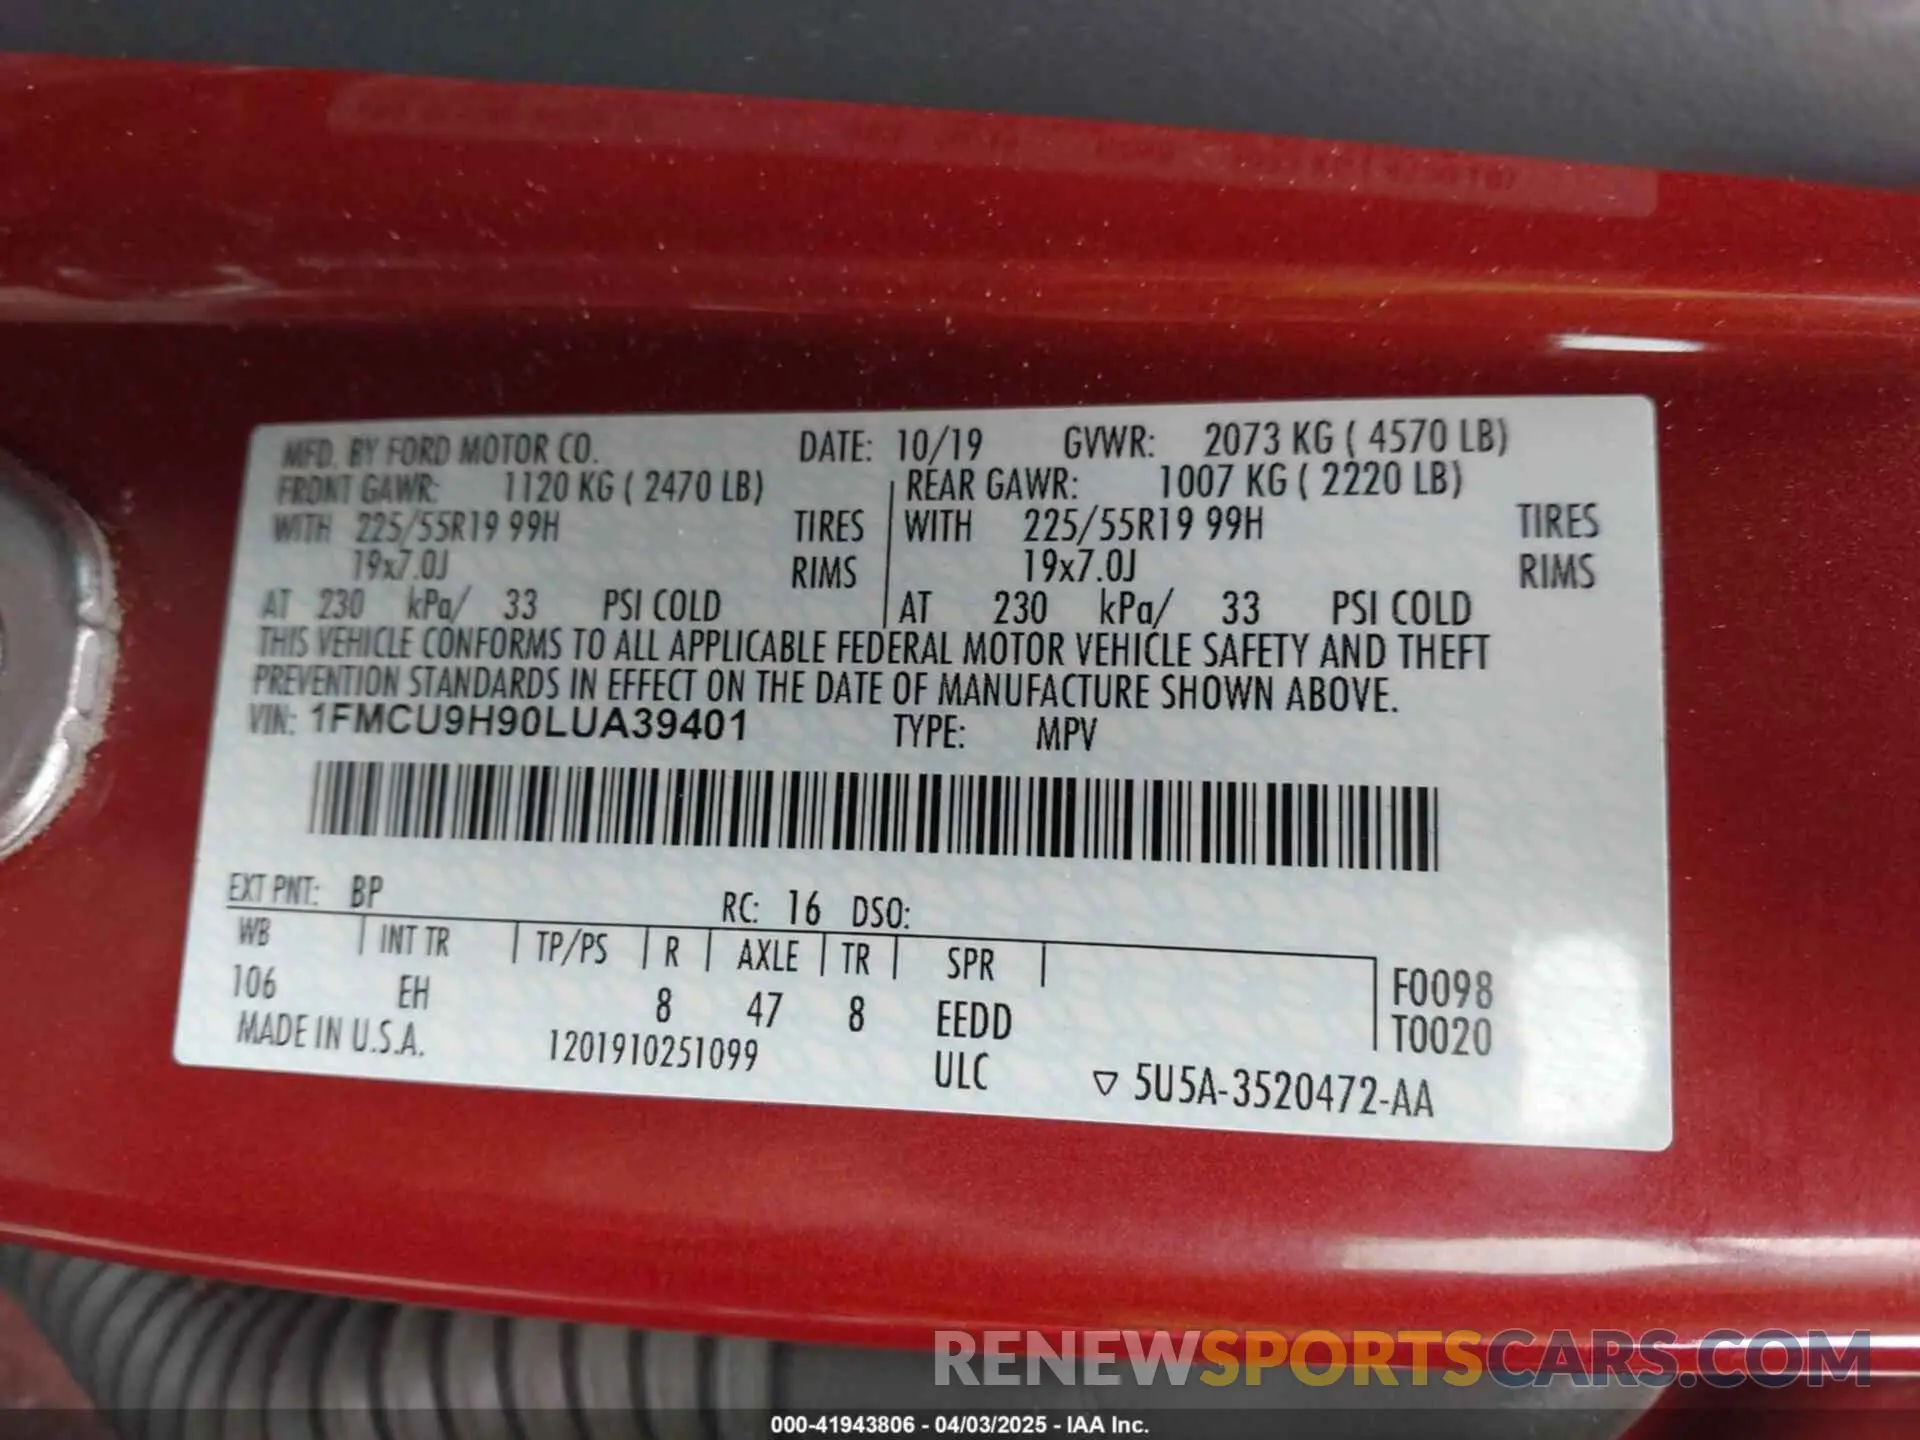 MFD. BY FORD MOTOR CO. DATE: 10/19 GVWR: 2073 KG ( 4570 LB)
FRONT GAWR: 1120 KG ( 2470 LB) REAR GAWR: 1007 KG ( 2220 LB)
WITH 225/55R19 99H TIRES WITH 225/55R19 99H TIRES
19x7.0J RIMS 19x7.0J RIMS
AT 230 kPa/ 33 PSI COLD AT 230 kPa/ 33 PSI COLD
THIS VEHICLE CONFORMS TO ALL APPLICABLE FEDERAL MOTOR VEHICLE SAFETY AND THEFT
PREVENTION STANDARDS IN EFFECT ON THE DATE OF MANUFACTURE SHOWN ABOVE.
VIN: 1FMCU9H90LUA39401 TYPE: MPV
EXT PNT: BP RC: 16 DSO:
WB INT TR TP/PS R AXLE TR SPR
106 EH 8 47 8 EEDD F0098
T0020
MADE IN U.S.A. 1201910251099 ULC ▽ 5U5A-3520472-AA
RENEWSPORTSCARS.COM
000-41943806 - 04/03/2025 - IAA Inc.